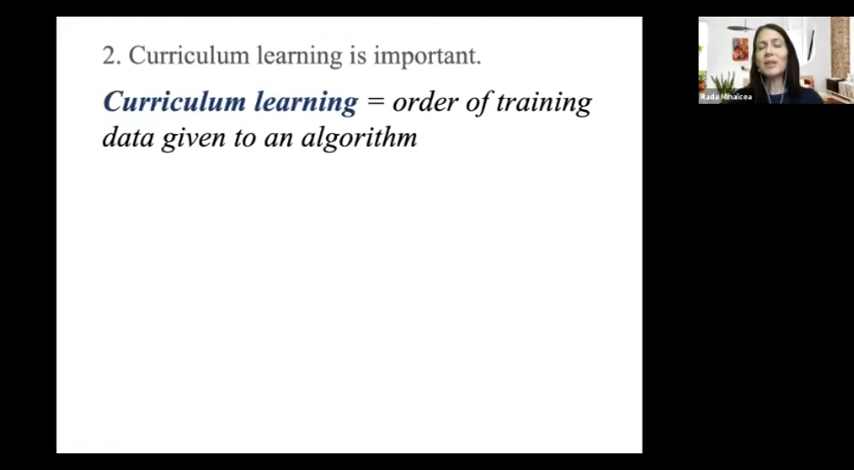 2. Curriculum learning is important.
Curriculum learning = order of training
data given to an algorithm
Rada Mihalcea